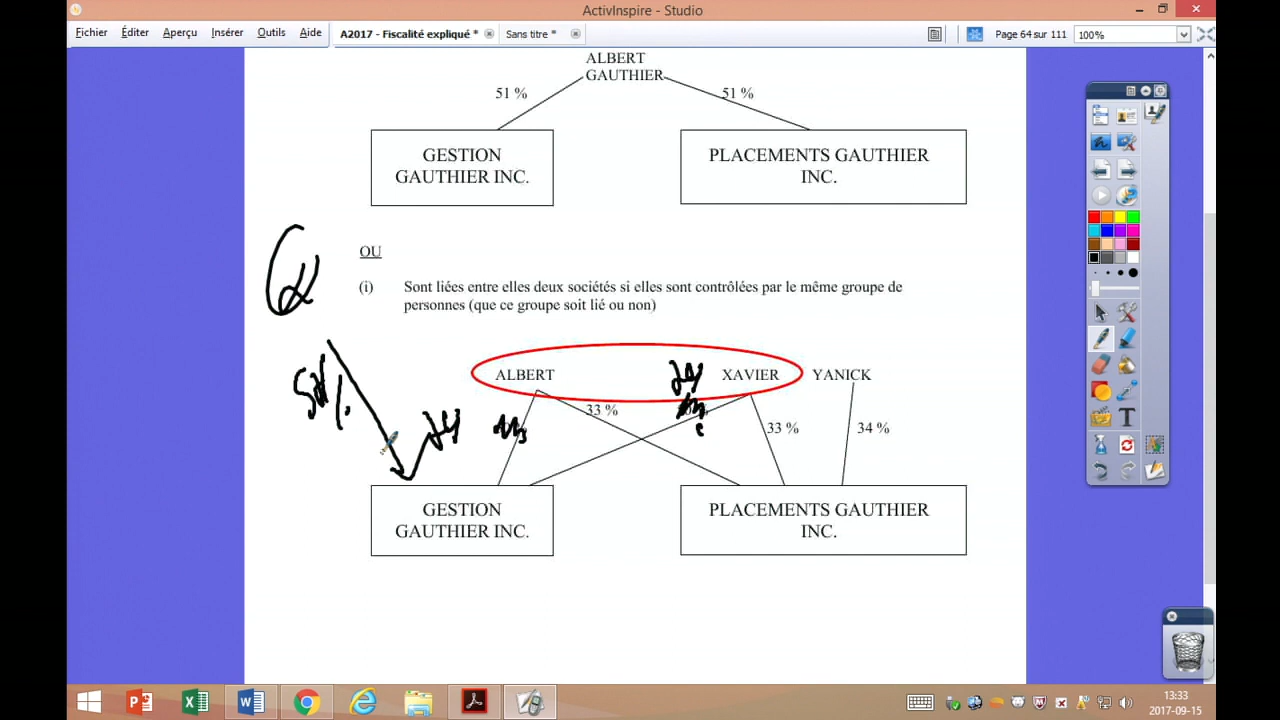 ActivInspire - Studio
Fichier Éditer Aperçu Insérer Outils Aide
A2017 - Fiscalité expliqué * Sans titre *
Page 64 sur 111 100%
ALBERT
GAUTHIER
51 % 51 %
GESTION
GAUTHIER INC.
PLACEMENTS GAUTHIER
INC.
OU
(i) Sont liées entre elles deux sociétés si elles sont contrôlées par le même groupe de
personnes (que ce groupe soit lié ou non)
ALBERT XAVIER YANICK
33 %
33 % 34 %
GESTION
GAUTHIER INC.
PLACEMENTS GAUTHIER
INC.
13:33
2017-09-15